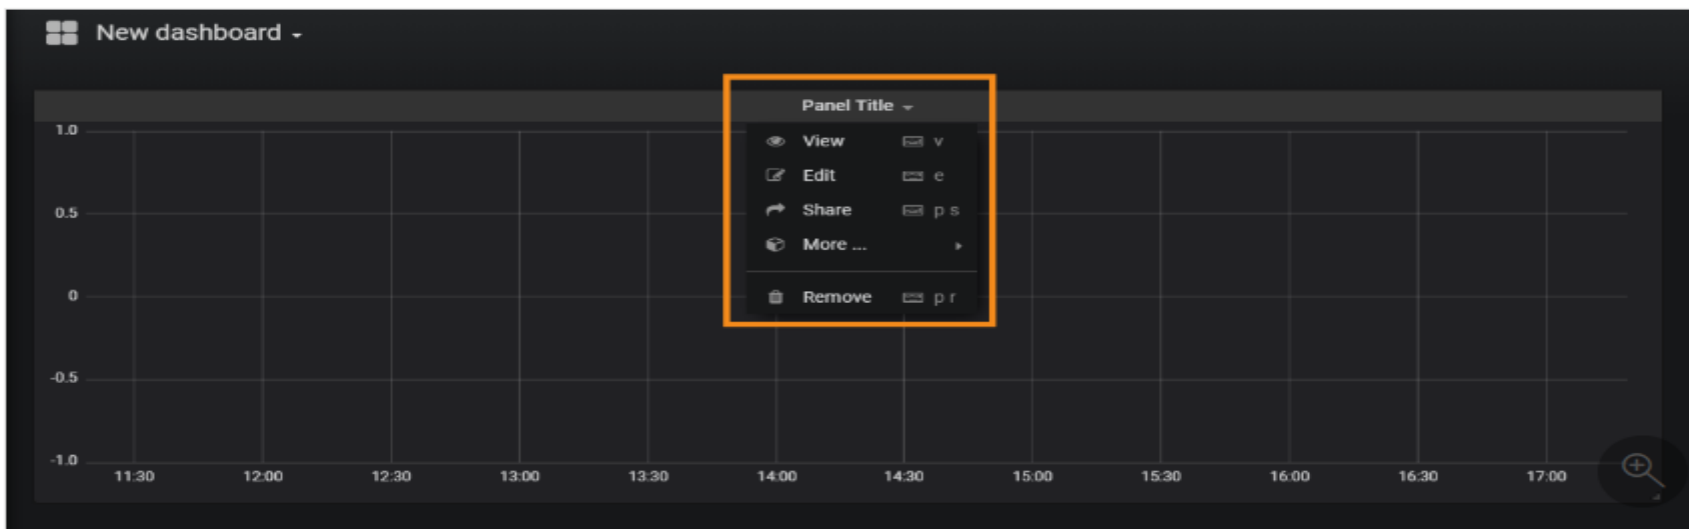 New dashboard
Panel Title
1.0
View v
Edit e
0.5
Share p s
More ...
0
Remove p r
-0.5
-1.0
11:30 12:00 12:30 13:00 13:30 14:00 14:30 15:00 15:30 16:00 16:30 17:00